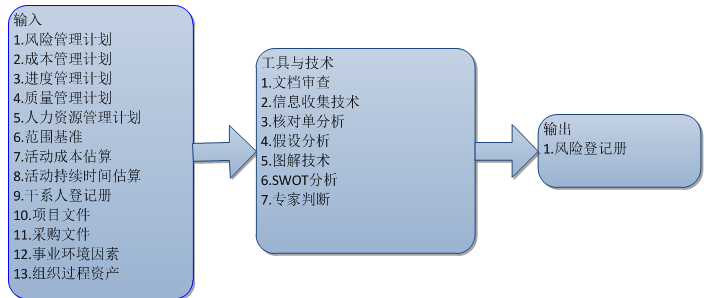 输入
1.风险管理计划
2.成本管理计划
3.进度管理计划
4.质量管理计划
5.人力资源管理计划
6.范围基准
7.活动成本估算
8.活动持续时间估算
9.干系人登记册
10.项目文件
11.采购文件
12.事业环境因素
13.组织过程资产
工具与技术
1.文档审查
2.信息收集技术
3.核对单分析
4.假设分析
5.图解技术
6.SWOT分析
7.专家判断
输出
1.风险登记册